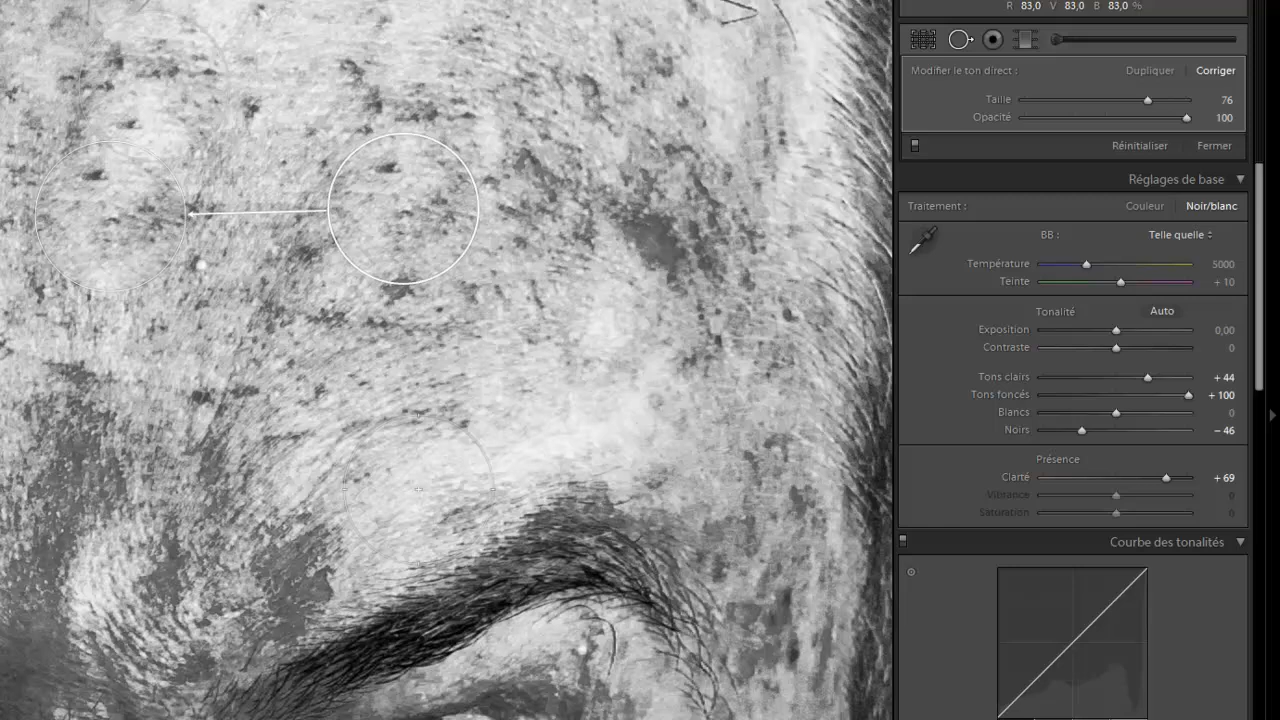 R 83,0 V 83,0 B 83,0 %
Modifier le ton direct : Dupliquer Corriger
Taille 76
Opacité 100
Réinitialiser Fermer
Réglages de base
Traitement : Couleur Noir/blanc
BB : Telle quelle
Température 5000
Teinte + 10
Tonalité Auto
Exposition 0,00
Contraste 0
Tons clairs + 44
Tons foncés + 100
Blancs 0
Noirs – 46
Présence
Clarté + 69
Vibrance 0
Saturation 0
Courbe des tonalités